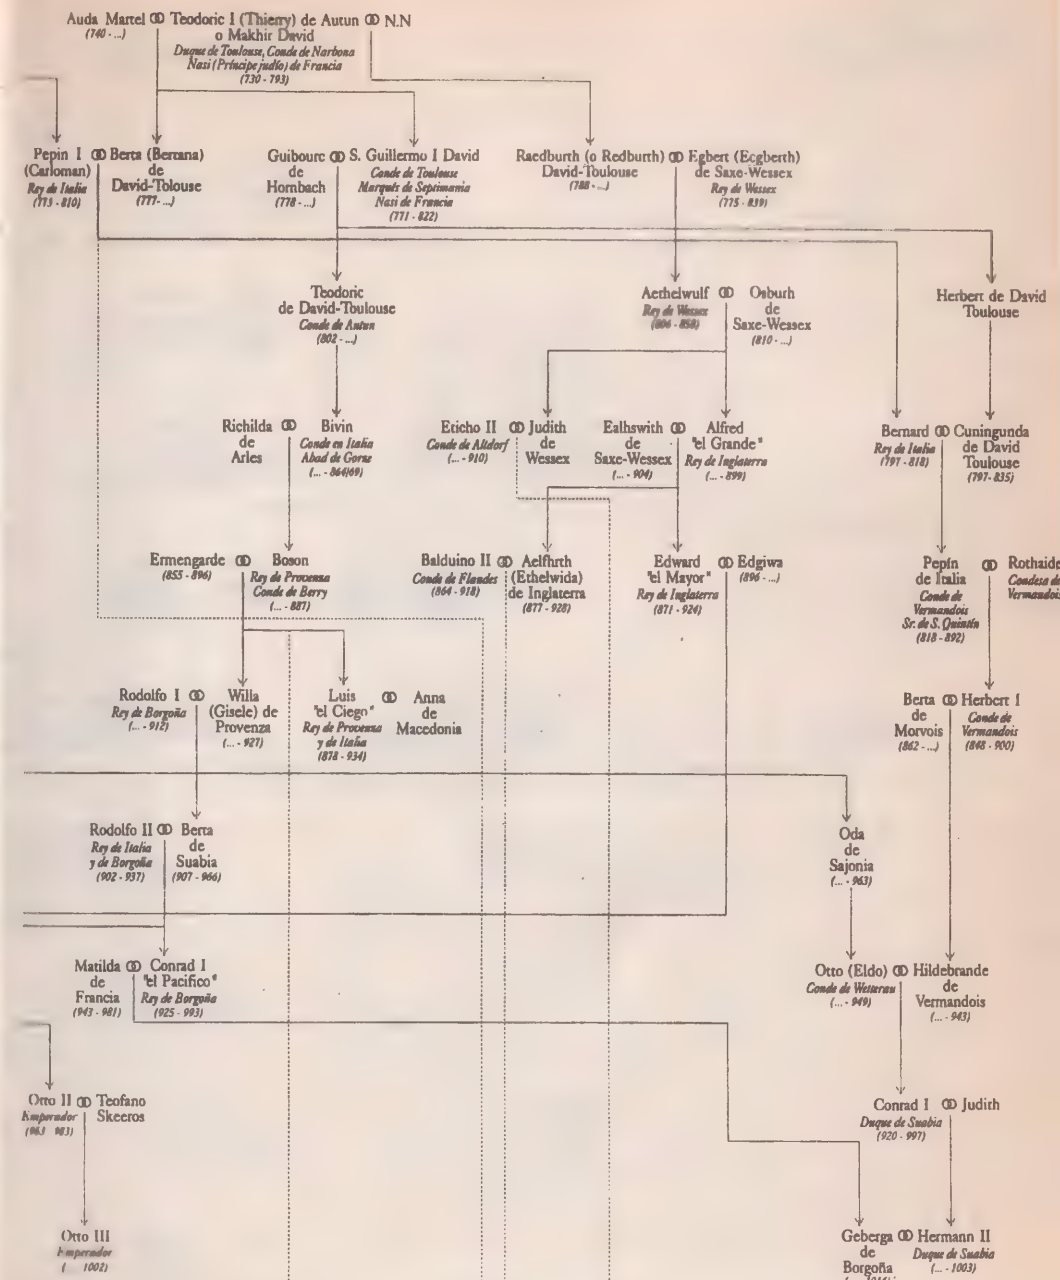 Auda Martel ⚭ Teodoric I (Thierry) de Autun ⚭ N.N
(740 - ...)
o Makhir David
Duque de Toulouse, Conde de Narbona
Nasi (Príncipe judío) de Francia
(730 - 793)
Pepin I ⚭ Berta (Bertana)
(Carloman) de
Rey de Italia David-Tolouse
(773 - 810) (777- ...)
Guibourc ⚭ S. Guillermo I David
de Conde de Toulouse
Hornbach Marqués de Septimania
(778 - ...) Nasi de Francia
(771 - 822)
Raedburth (o Redburth) ⚭ Egbert (Ecgberth)
David-Toulouse de Saxe-Wessex
(788 - ...) Rey de Wessex
(775 - 839)
Teodoric
de David-Toulouse
Conde de Autun
(802 - ...)
Aethelwulf ⚭ Osburh
Rey de Wessex de
(806 - 858) Saxe-Wessex
(810 - ...)
Herbert de David
Toulouse
Richilda ⚭ Bivin
de Conde en Italia
Arles Abad de Gorze
(... - 864/69)
Eticho II ⚭ Judith
Conde de Altdorf de
(... - 910) Wessex
Ealhswith ⚭ Alfred
de "el Grande"
Saxe-Wessex Rey de Inglaterra
(... - 904) (... - 899)
Bernard ⚭ Cuningunda
Rey de Italia de David
(797 - 818) Toulouse
(797-835)
Ermengarde ⚭ Boson
(855 - 896) Rey de Provenza
Conde de Berry
(... - 887)
Balduino II ⚭ Aelfhrth
Conde de Flandes (Ethelwida)
(864 - 918) de Inglaterra
(877 - 928)
Edward ⚭ Edgiwa
"el Mayor" (896 - ...)
Rey de Inglaterra
(871 - 924)
Pepín ⚭ Rothaide
de Italia Condesa de
Conde de Vermandois
Vermandois
Sr. de S. Quintín
(818 - 892)
Rodolfo I ⚭ Willa
Rey de Borgoña (Gisele) de
(... - 912) Provenza
(... - 927)
Luis ⚭ Anna
"el Ciego" de
Rey de Provenza Macedonia
y de Italia
(878 - 934)
Berta ⚭ Herbert I
de Conde de
Morvois Vermandois
(862 - ...) (848 - 900)
Rodolfo II ⚭ Berta
Rey de Italia de
y de Borgoña Suabia
(902 - 937) (907 - 966)
Oda
de
Sajonia
(... - 963)
Matilda ⚭ Conrad I
de "el Pacifico"
Francia Rey de Borgoña
(943 - 981) (925 - 993)
Otto (Eldo) ⚭ Hildebrande
Conde de Wetterau de
(... - 949) Vermandois
(... - 943)
Otto II ⚭ Teofano
Emperador Skeeros
(963 983)
Conrad I ⚭ Judith
Duque de Suabia
(920 - 997)
Otto III
Emperador
( 1002)
Geberga ⚭ Hermann II
de Duque de Suabia
Borgoña (... - 1003)